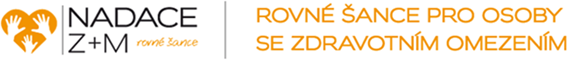 NADACE
Z+M rovné šance
ROVNÉ ŠANCE PRO OSOBY
SE ZDRAVOTNÍM OMEZENÍM